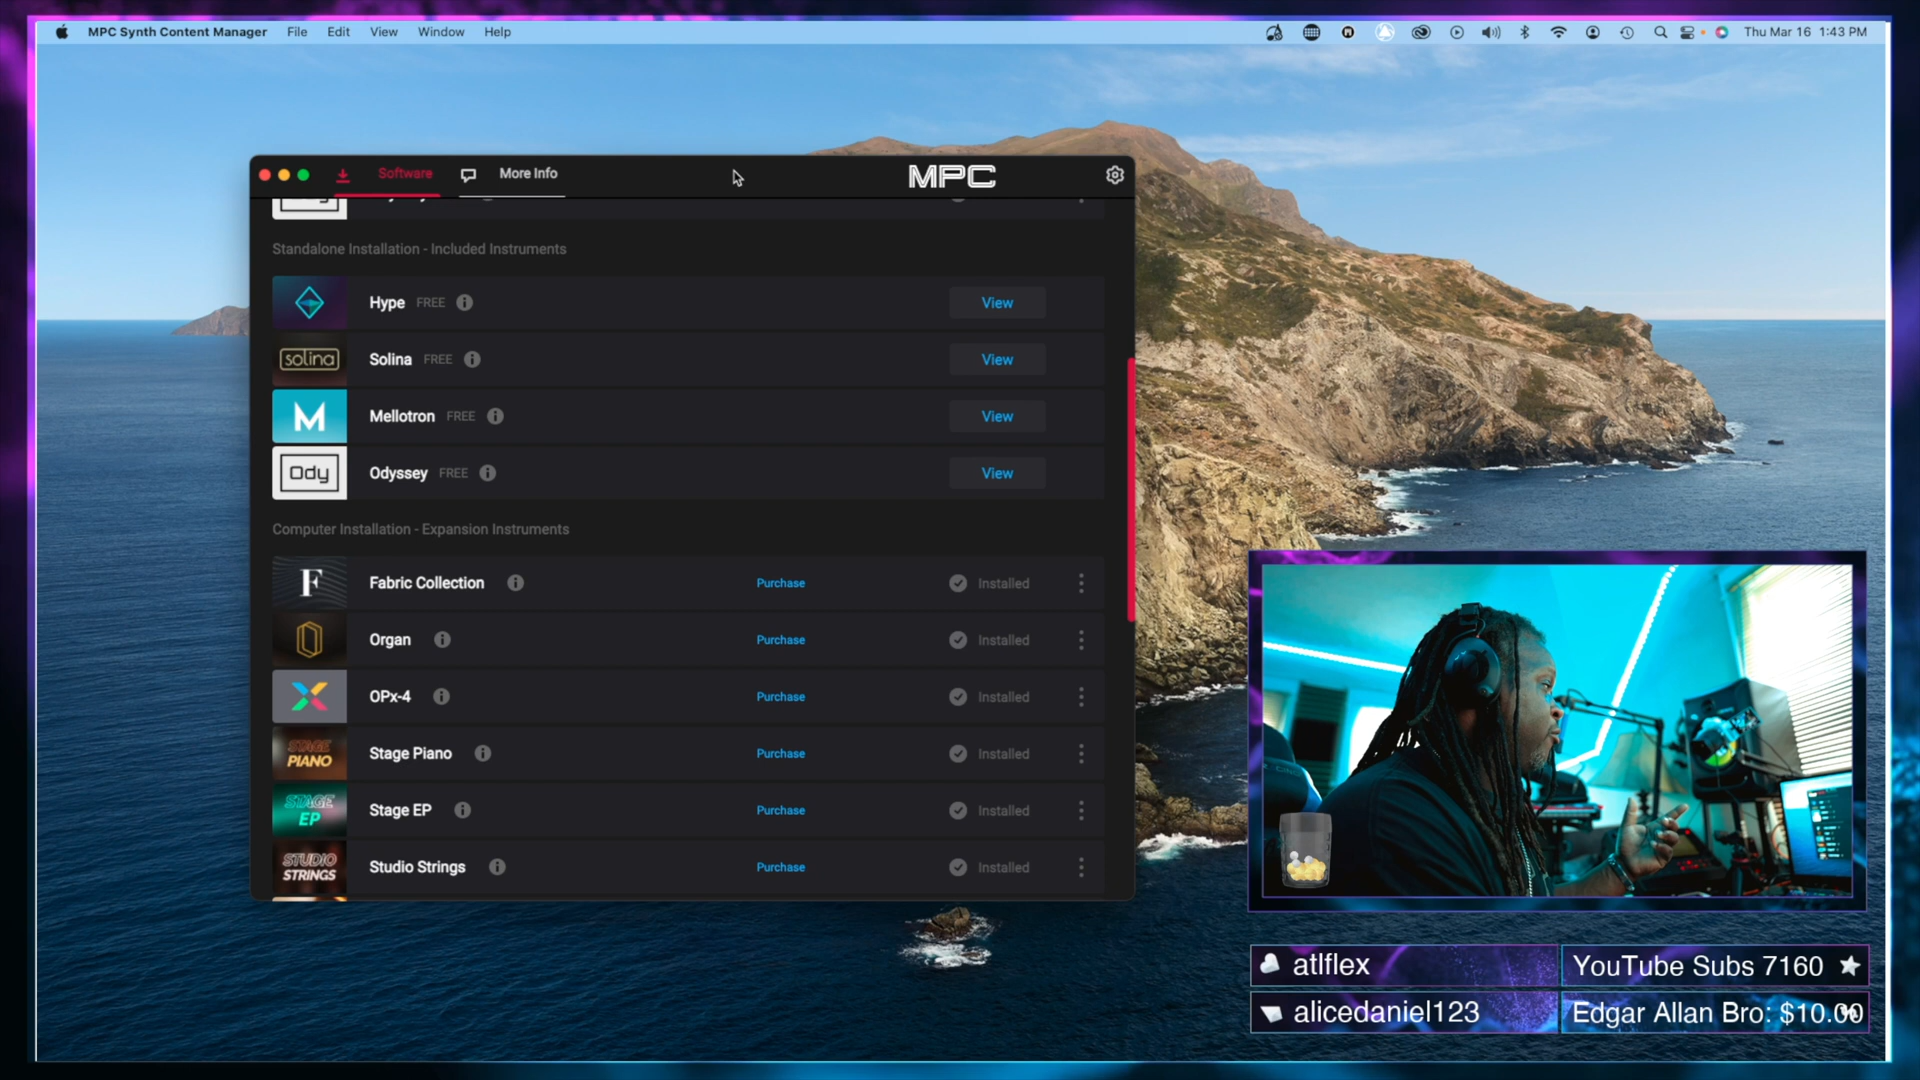 MPC Synth Content Manager File Edit View Window Help Thu Mar 16 1:43 PM
Software More Info MPC
Standalone Installation - Included Instruments
Hype FREE View
solina Solina FREE View
M Mellotron FREE View
Ody Odyssey FREE View
Computer Installation - Expansion Instruments
F Fabric Collection Purchase Installed
Organ Purchase Installed
OPx-4 Purchase Installed
STAGE PIANO Stage Piano Purchase Installed
STAGE EP Stage EP Purchase Installed
STUDIO STRINGS Studio Strings Purchase Installed
atlflex YouTube Subs 7160
alicedaniel123 Edgar Allan Bro: $10.00